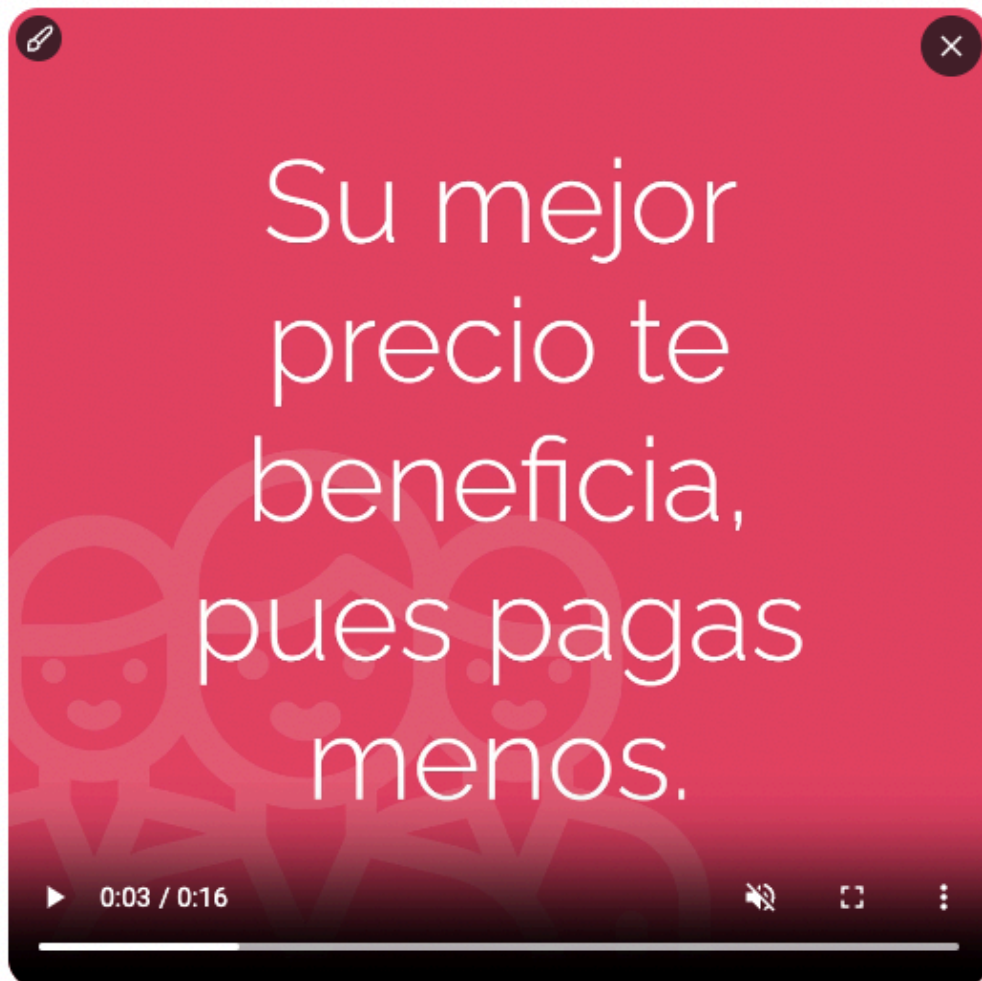 Su mejor
precio te
beneficia,
pues pagas
menos.
0:03 / 0:16